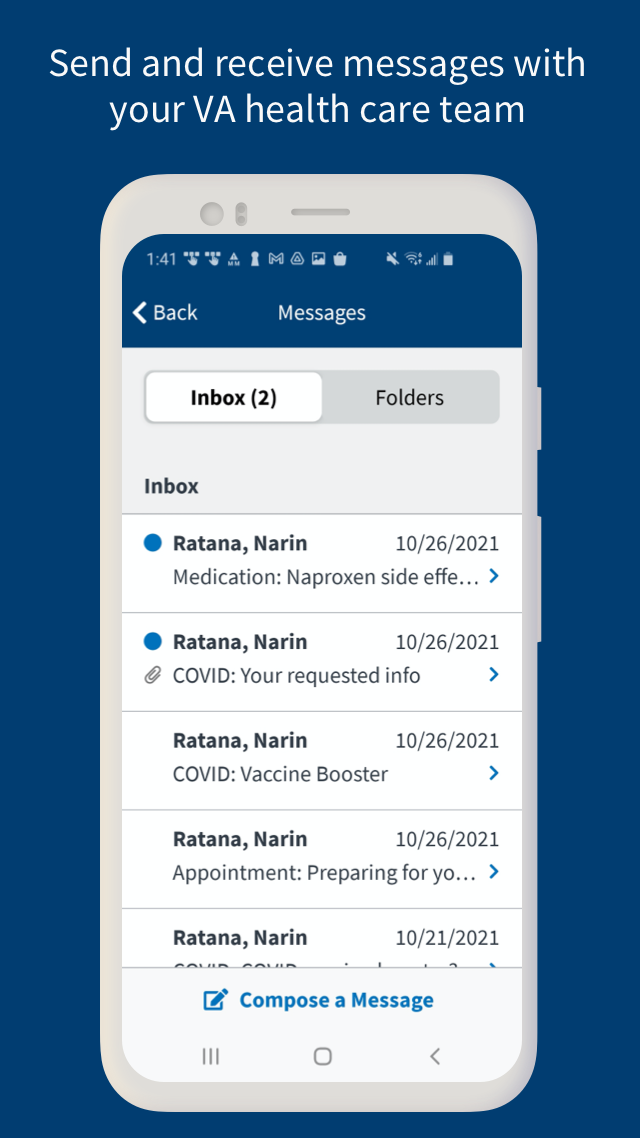 Send and receive messages with
your VA health care team
1:41
Back
Messages
Inbox (2)
Folders
Inbox
Ratana, Narin 10/26/2021
Medication: Naproxen side effe…
Ratana, Narin 10/26/2021
COVID: Your requested info
Ratana, Narin 10/26/2021
COVID: Vaccine Booster
Ratana, Narin 10/26/2021
Appointment: Preparing for yo…
Ratana, Narin 10/21/2021
COVID: COVID
Compose a Message